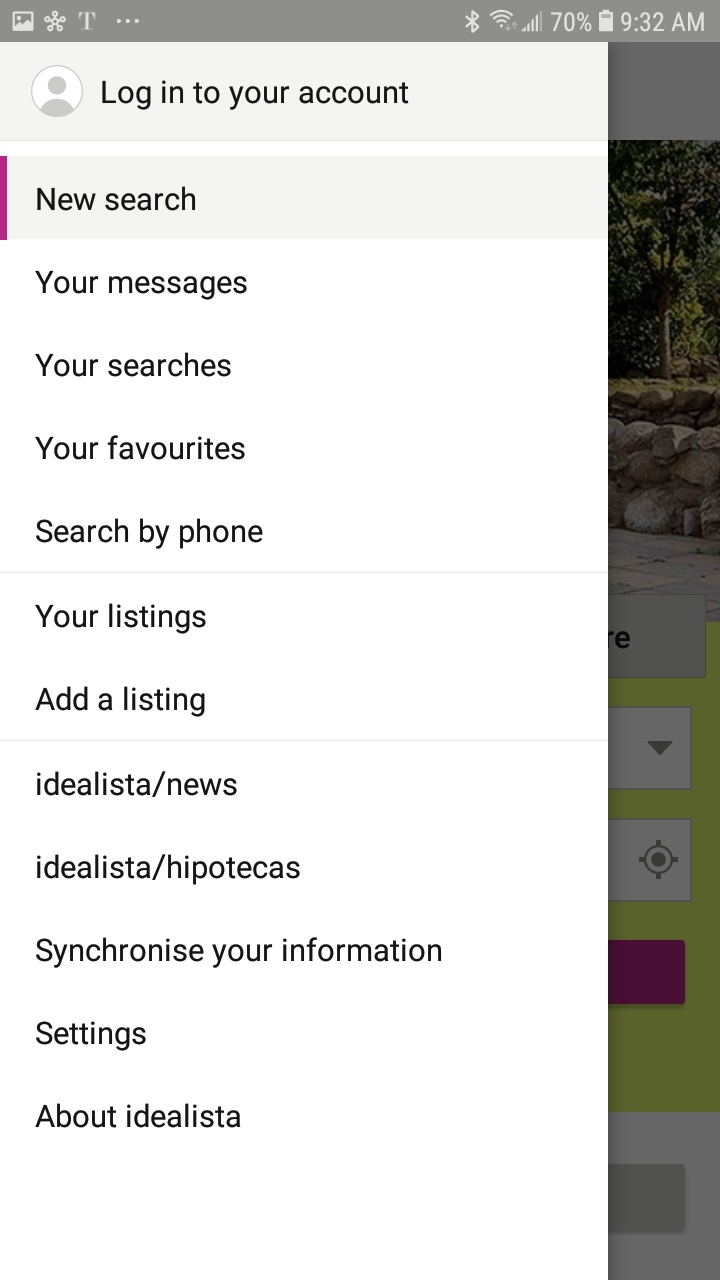 70% 9:32 AM
Log in to your account
New search
Your messages
Your searches
Your favourites
Search by phone
Your listings
re
Add a listing
idealista/news
idealista/hipotecas
Synchronise your information
Settings
About idealista